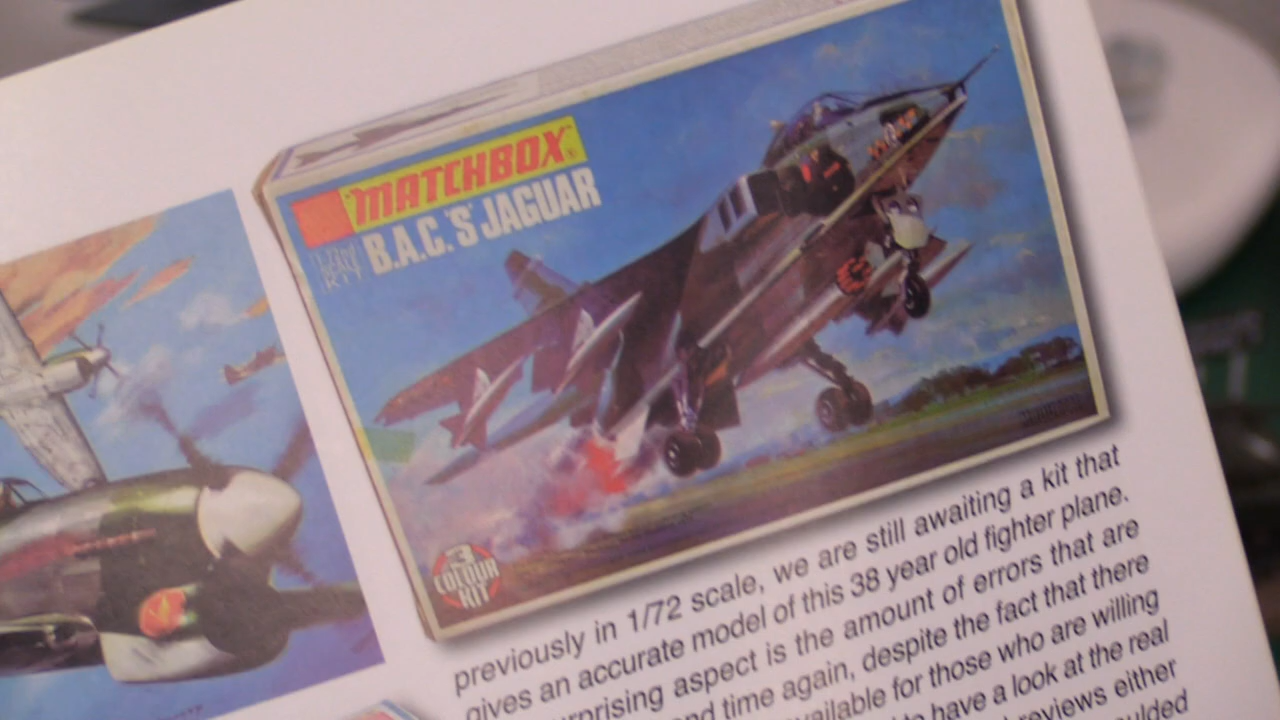 MATCHBOX
B.A.C. 'S' JAGUAR
3
COLOUR
KIT
previously in 1/72 scale, we are still awaiting a kit that
gives an accurate model of this 38 year old fighter plane.
aspect is the amount of errors that are
time again, despite the fact that there
for those who are willing
to have a look at the real
reviews either